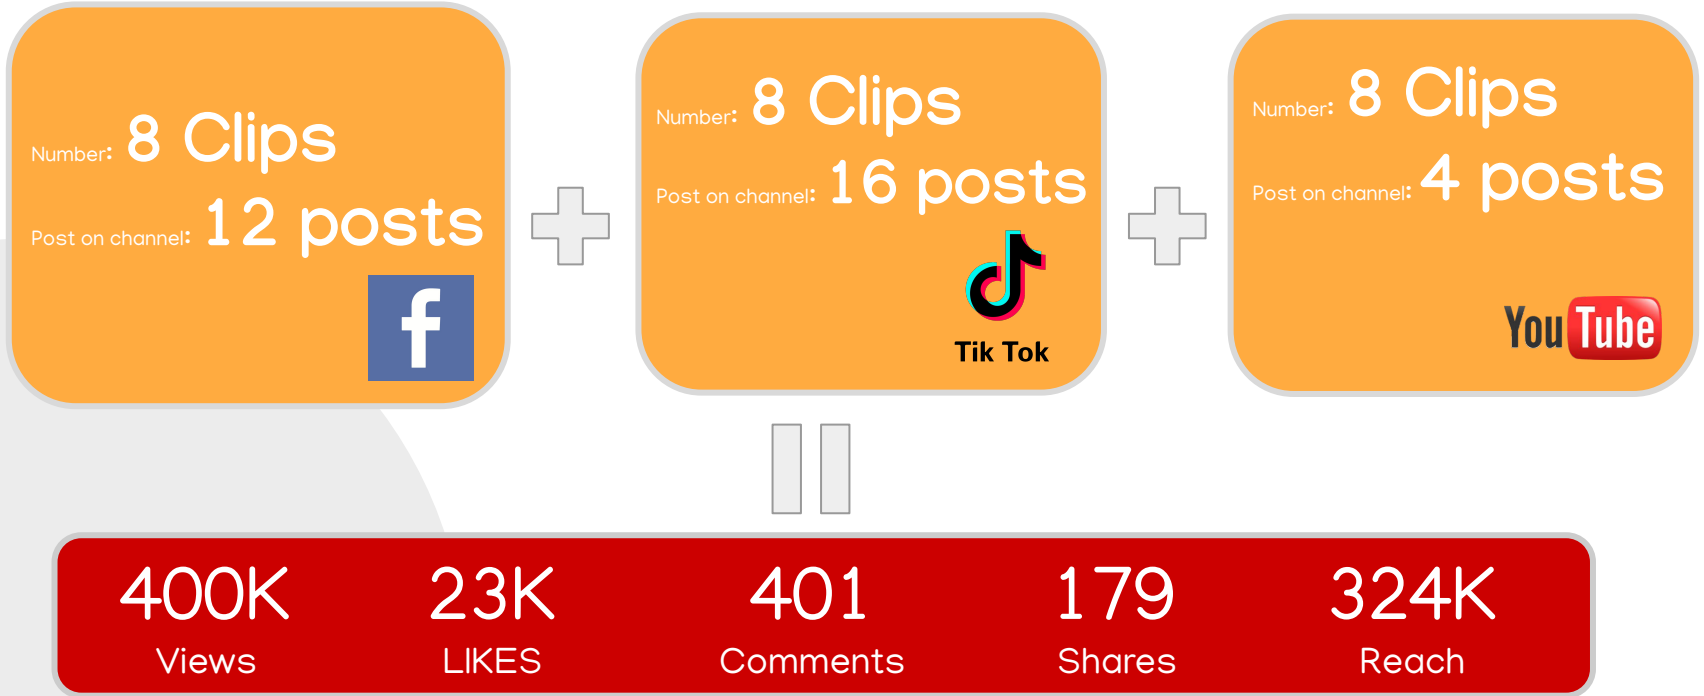 Number: 8 Clips
Post on channel: 12 posts
f
Number: 8 Clips
Post on channel: 16 posts
Tik Tok
Number: 8 Clips
Post on channel: 4 posts
YouTube
400K 23K 401 179 324K
Views LIKES Comments Shares Reach